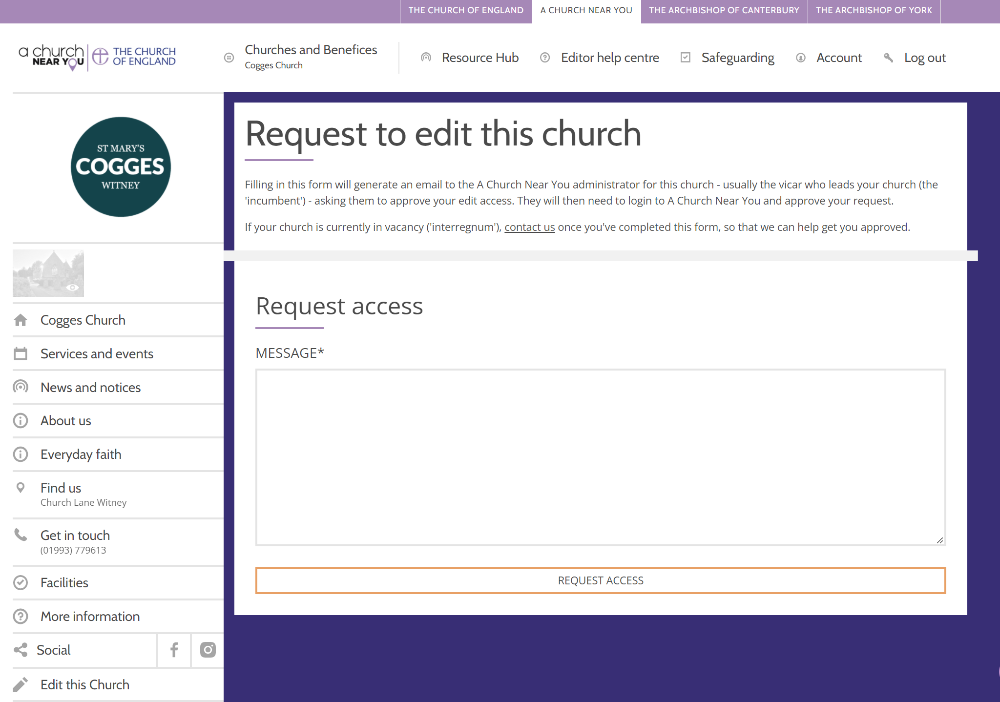 THE CHURCH OF ENGLAND
A CHURCH NEAR YOU
THE ARCHBISHOP OF CANTERBURY
THE ARCHBISHOP OF YORK
a church
NEAR YOU
THE CHURCH
OF ENGLAND
Churches and Benefices
Cogges Church
Resource Hub
Editor help centre
Safeguarding
Account
Log out
ST MARY'S
COGGES
WITNEY
Cogges Church
Services and events
News and notices
About us
Everyday faith
Find us
Church Lane Witney
Get in touch
(01993) 779613
Facilities
More information
Social
Edit this Church
Request to edit this church
Filling in this form will generate an email to the A Church Near You administrator for this church - usually the vicar who leads your church (the
'incumbent') - asking them to approve your edit access. They will then need to login to A Church Near You and approve your request.
If your church is currently in vacancy ('interregnum'), contact us once you've completed this form, so that we can help get you approved.
Request access
MESSAGE*
REQUEST ACCESS